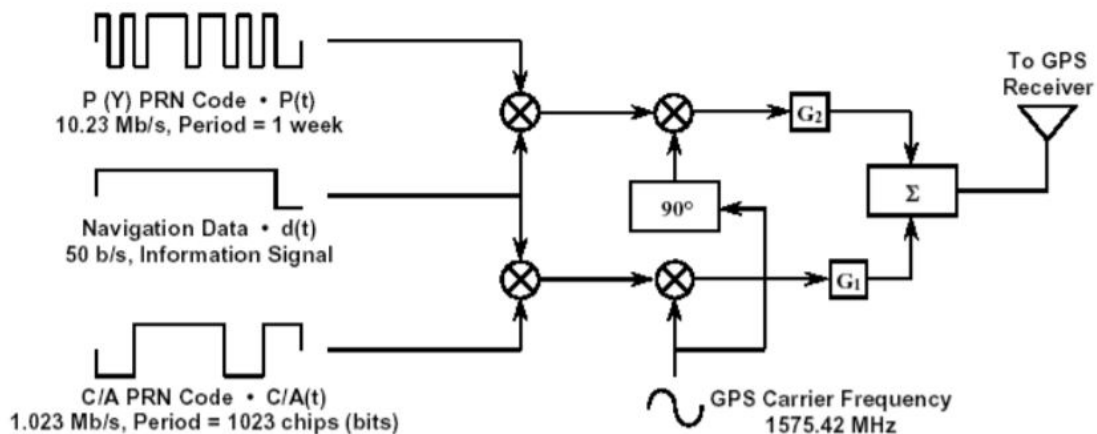 P (Y) PRN Code • P(t)
10.23 Mb/s, Period = 1 week
Navigation Data • d(t)
50 b/s, Information Signal
C/A PRN Code • C/A(t)
1.023 Mb/s, Period = 1023 chips (bits)
90°
G₂
G₁
Σ
To GPS
Receiver
GPS Carrier Frequency
1575.42 MHz